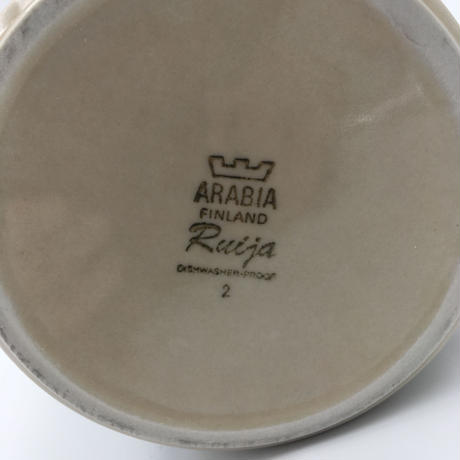 ARABIA
FINLAND
Ruija
DISHWASHER-PROOF
2